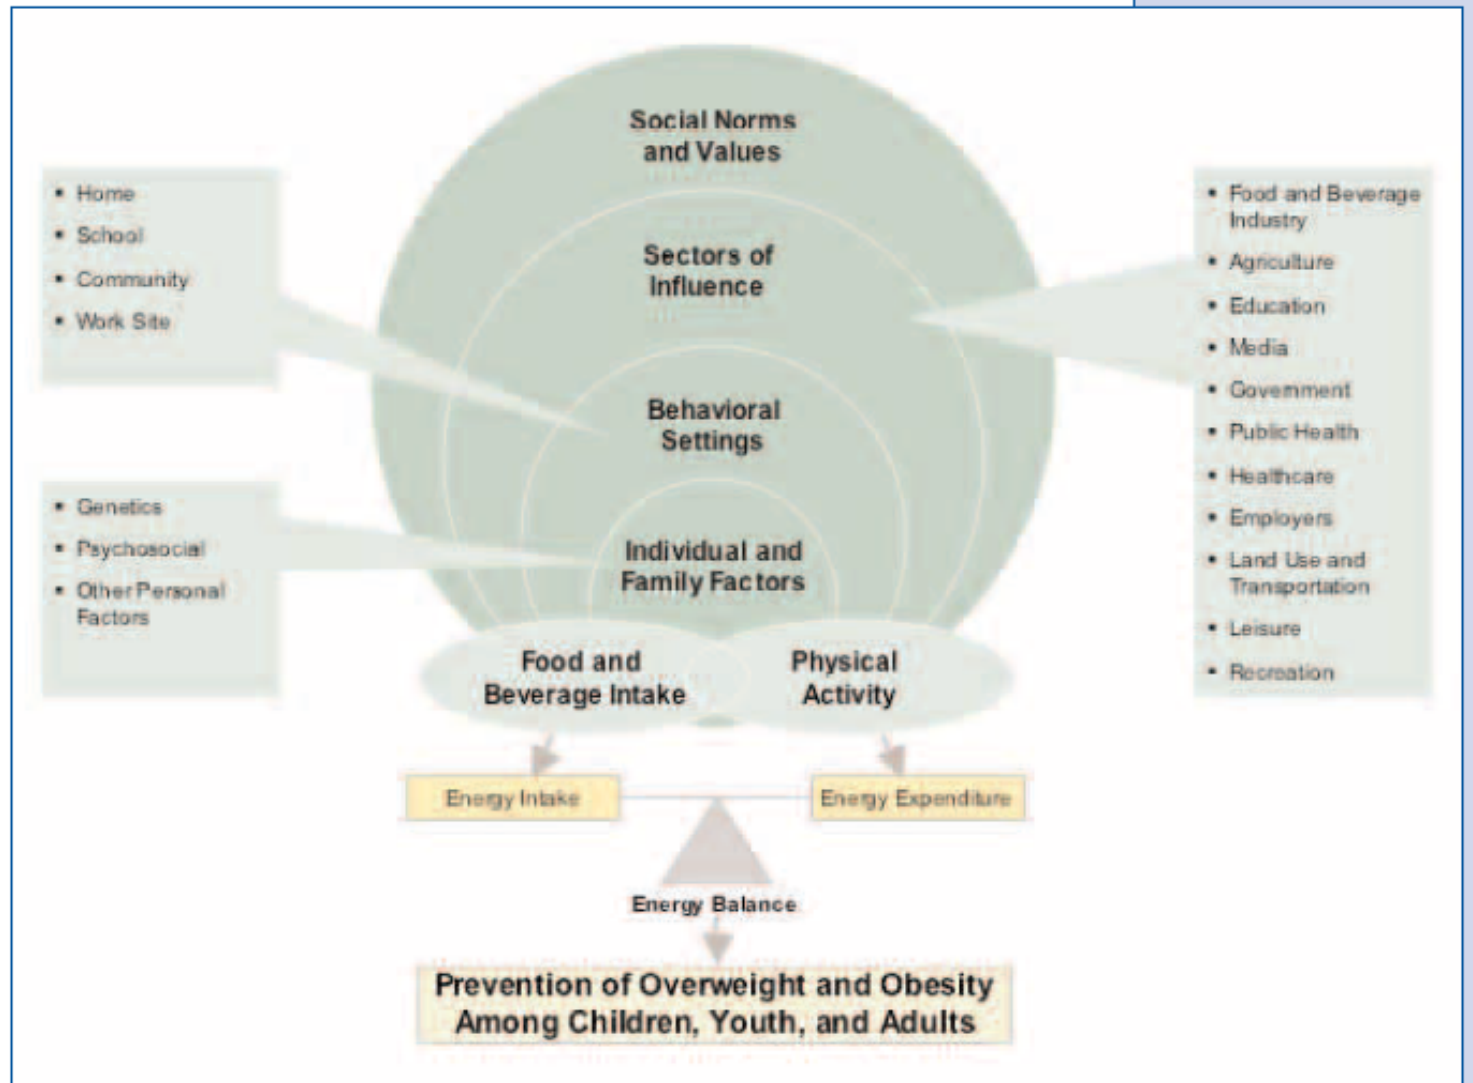 Social Norms
and Values
Sectors of
Influence
Behavioral
Settings
Individual and
Family Factors
▪ Home
▪ School
▪ Community
▪ Work Site
▪ Genetics
▪ Psychosocial
▪ Other Personal
Factors
▪ Food and Beverage
Industry
▪ Agriculture
▪ Education
▪ Media
▪ Government
▪ Public Health
▪ Healthcare
▪ Employers
▪ Land Use and
Transportation
▪ Leisure
▪ Recreation
Food and
Beverage Intake
Physical
Activity
Energy Intake
Energy Expenditure
Energy Balance
Prevention of Overweight and Obesity
Among Children, Youth, and Adults